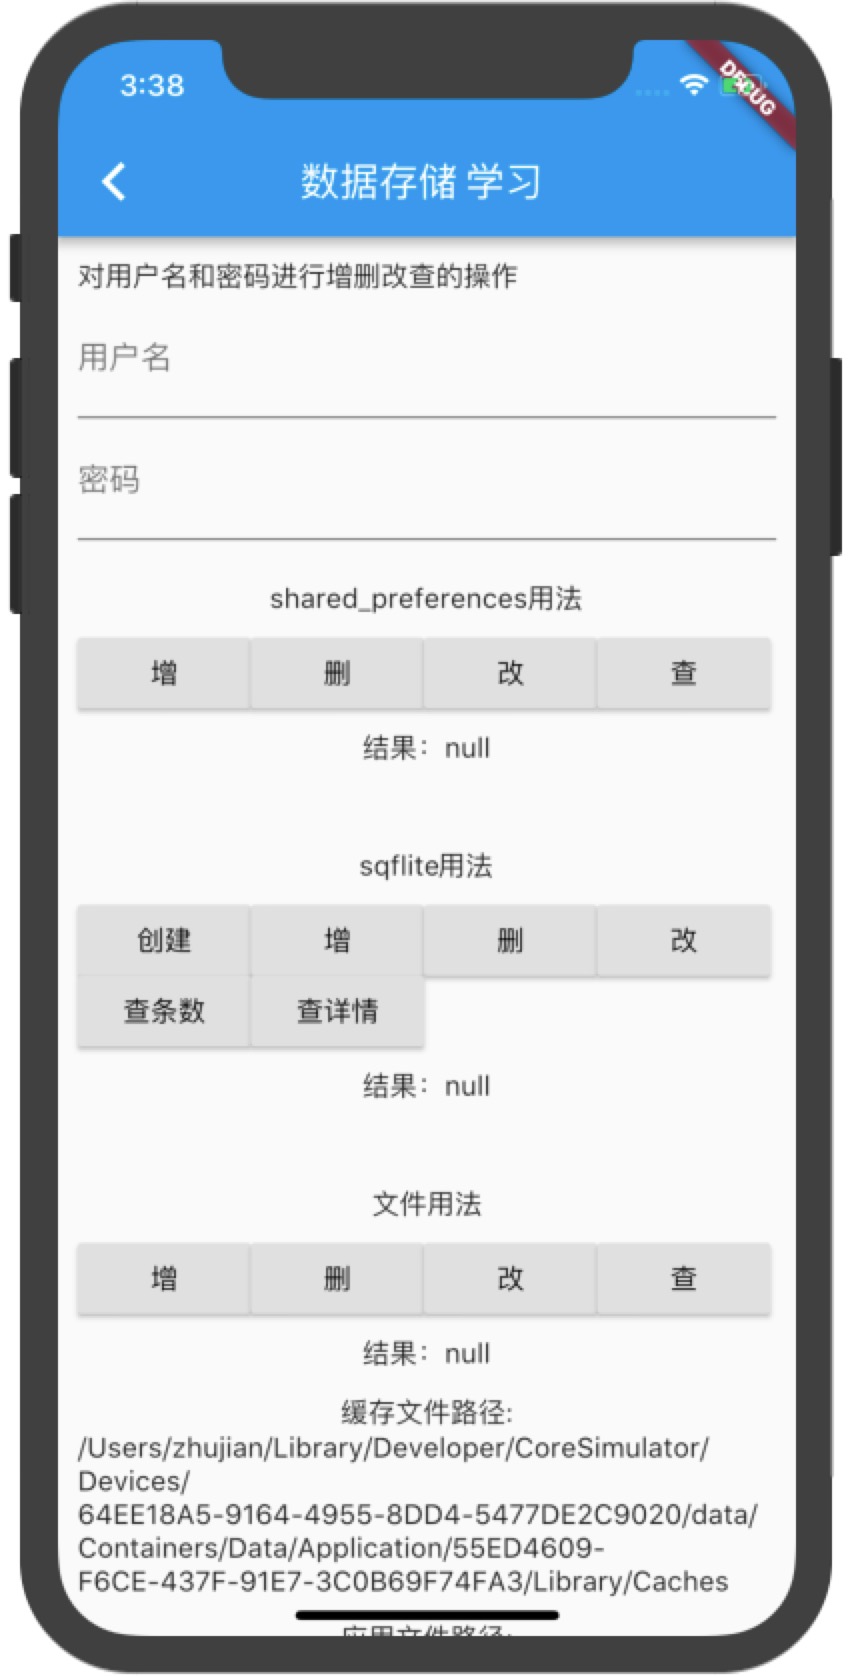 3:38
DEBUG
数据存储 学习
对用户名和密码进行增删改查的操作
用户名
密码
shared_preferences用法
增 删 改 查
结果：null
sqflite用法
创建 增 删 改
查条数 查详情
结果：null
文件用法
增 删 改 查
结果：null
缓存文件路径:
/Users/zhujian/Library/Developer/CoreSimulator/
Devices/
64EE18A5-9164-4955-8DD4-5477DE2C9020/data/
Containers/Data/Application/55ED4609-
F6CE-437F-91E7-3C0B69F74FA3/Library/Caches
应用文件路径: